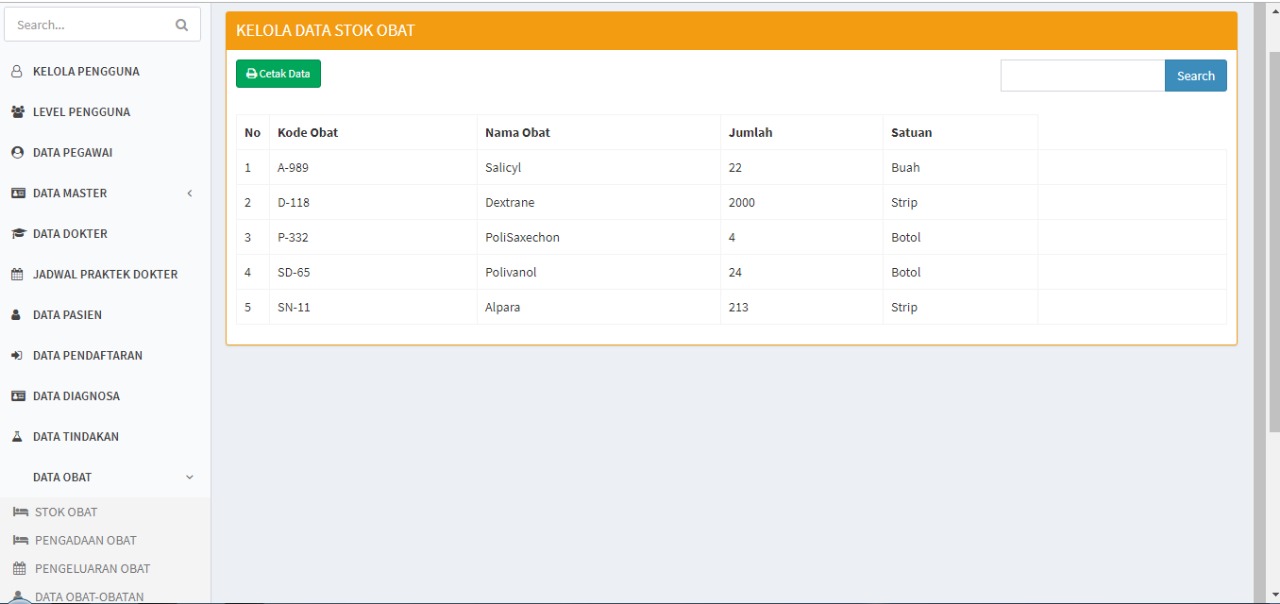 Search...
KELOLA PENGGUNA
LEVEL PENGGUNA
DATA PEGAWAI
DATA MASTER
DATA DOKTER
JADWAL PRAKTEK DOKTER
DATA PASIEN
DATA PENDAFTARAN
DATA DIAGNOSA
DATA TINDAKAN
DATA OBAT
STOK OBAT
PENGADAAN OBAT
PENGELUARAN OBAT
DATA OBAT-OBATAN
KELOLA DATA STOK OBAT
Cetak Data
Search
No Kode Obat Nama Obat Jumlah Satuan
1 A-989 Salicyl 22 Buah
2 D-118 Dextrane 2000 Strip
3 P-332 PoliSaxechon 4 Botol
4 SD-65 Polivanol 24 Botol
5 SN-11 Alpara 213 Strip